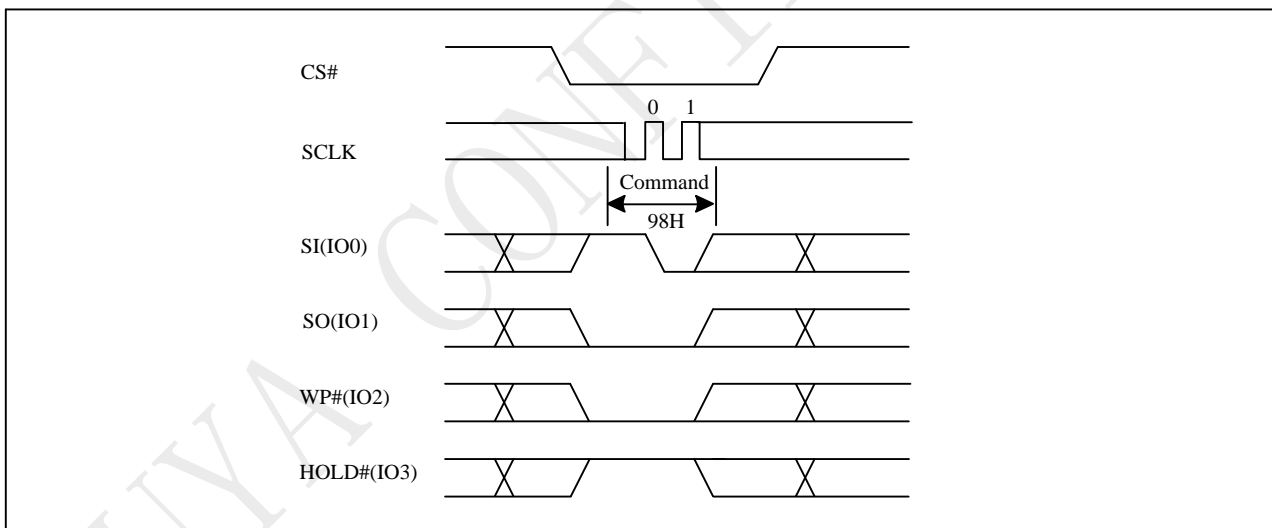 CS#
0 1
SCLK
Command
98H
SI(IO0)
SO(IO1)
WP#(IO2)
HOLD#(IO3)